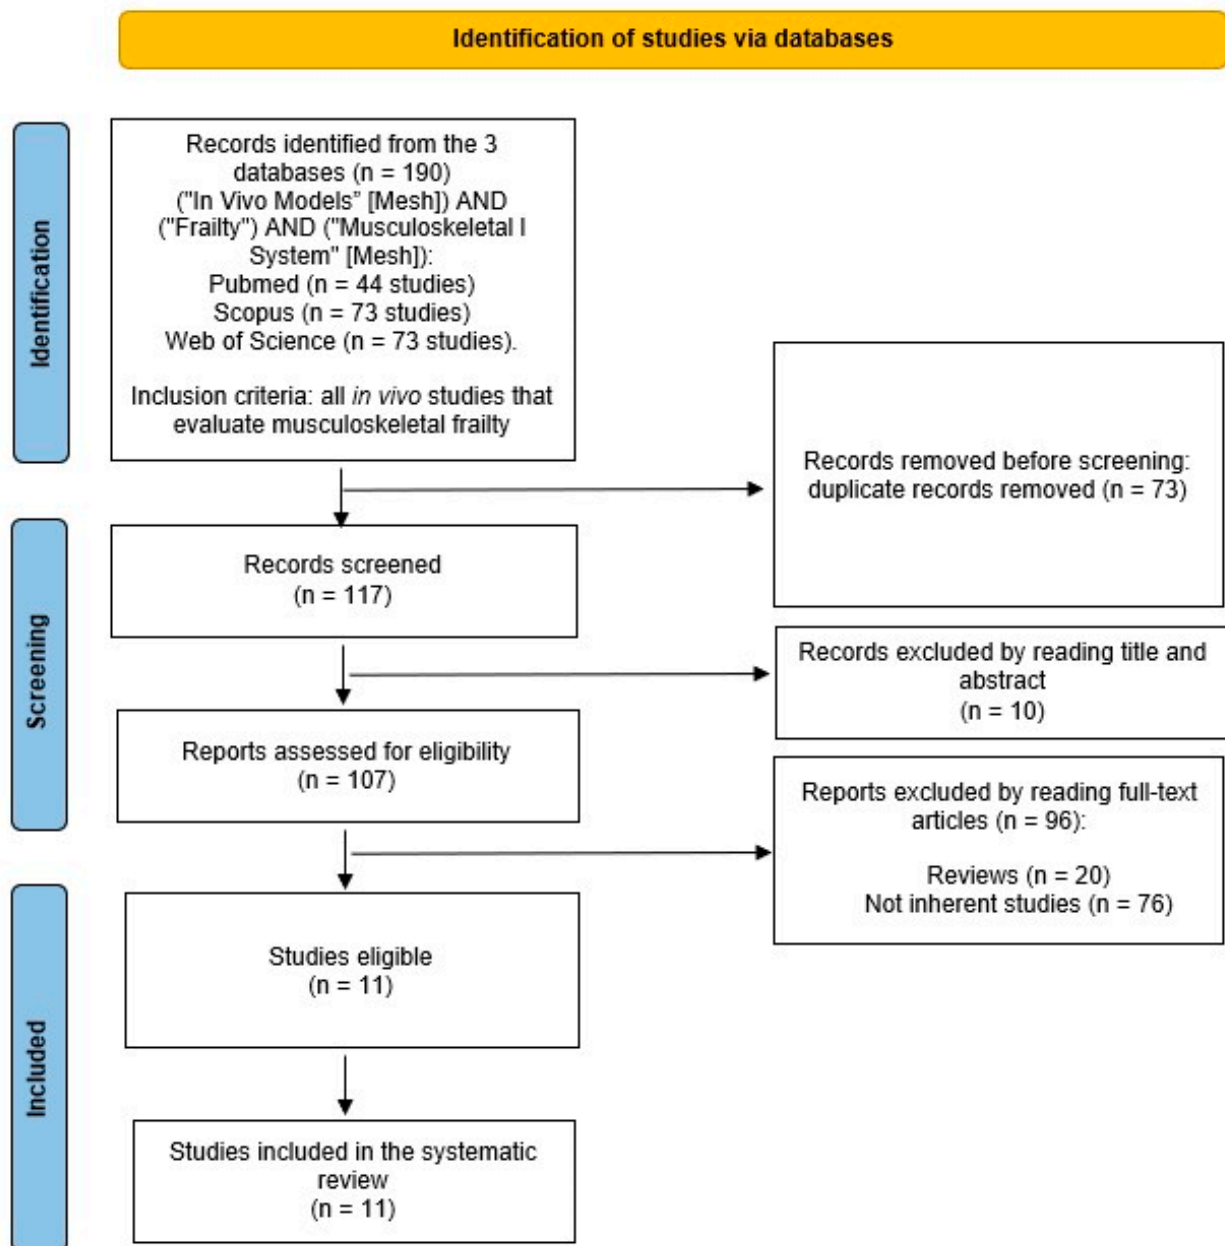 Identification of studies via databases
Identification
Records identified from the 3
databases (n = 190)
("In Vivo Models” [Mesh]) AND
("Frailty") AND ("Musculoskeletal I
System" [Mesh]):
Pubmed (n = 44 studies)
Scopus (n = 73 studies)
Web of Science (n = 73 studies).
Inclusion criteria: all in vivo studies that
evaluate musculoskeletal frailty
Records removed before screening:
duplicate records removed (n = 73)
Screening
Records screened
(n = 117)
Records excluded by reading title and
abstract
(n = 10)
Reports assessed for eligibility
(n = 107)
Reports excluded by reading full-text
articles (n = 96):
Reviews (n = 20)
Not inherent studies (n = 76)
Included
Studies eligible
(n = 11)
Studies included in the systematic
review
(n = 11)